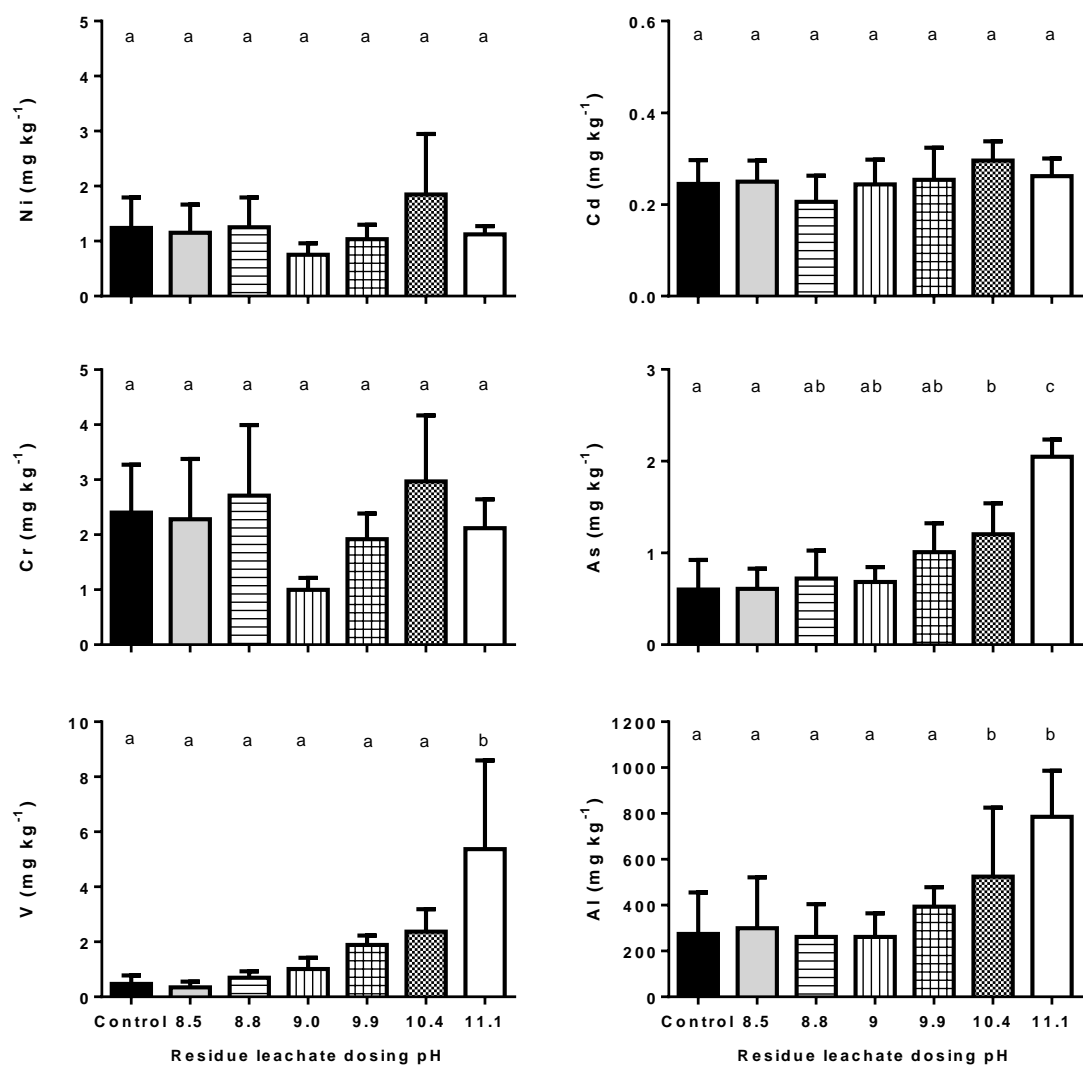 5
4
3
2
1
0
Ni (mg kg⁻¹)
a a a a a a a
0.6
0.4
0.2
0.0
Cd (mg kg⁻¹)
a a a a a a a
5
4
3
2
1
0
Cr (mg kg⁻¹)
a a a a a a a
3
2
1
0
As (mg kg⁻¹)
a a ab ab ab b c
10
8
6
4
2
0
V (mg kg⁻¹)
a a a a a a b
Control 8.5 8.8 9.0 9.9 10.4 11.1
Residue leachate dosing pH
1200
1000
800
600
400
200
0
Al (mg kg⁻¹)
a a a a a b b
Control 8.5 8.8 9 9.9 10.4 11.1
Residue leachate dosing pH